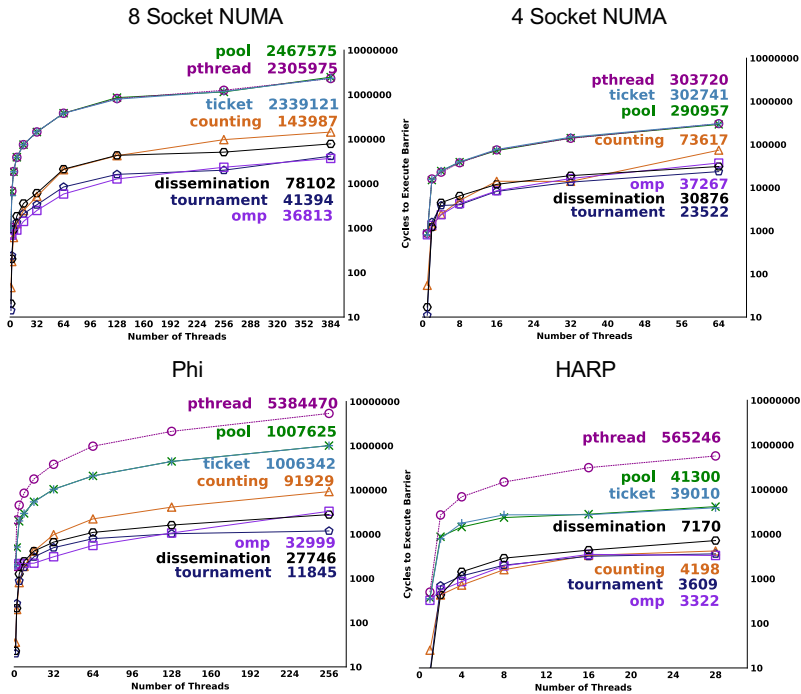 8 Socket NUMA
pool 2467575
pthread 2305975
ticket 2339121
counting 143987
dissemination 78102
tournament 41394
omp 36813
10000000
1000000
100000
10000
1000
100
10
0 32 64 96 128 160 192 224 256 288 320 352 384
Number of Threads
4 Socket NUMA
pthread 303720
ticket 302741
pool 290957
counting 73617
omp 37267
dissemination 30876
tournament 23522
Cycles to Execute Barrier
10000000
1000000
100000
10000
1000
100
10
0 8 16 24 32 40 48 56 64
Number of Threads
Phi
pthread 5384470
pool 1007625
ticket 1006342
counting 91929
omp 32999
dissemination 27746
tournament 11845
10000000
1000000
100000
10000
1000
100
10
0 32 64 96 128 160 192 224 256
Number of Threads
HARP
pthread 565246
pool 41300
ticket 39010
dissemination 7170
counting 4198
tournament 3609
omp 3322
Cycles to Execute Barrier
10000000
1000000
100000
10000
1000
100
10
0 4 8 12 16 20 24 28
Number of Threads